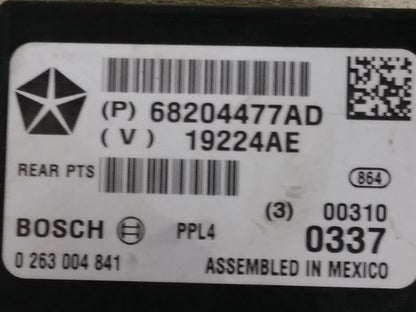 (P) 68204477AD
(V) 19224AE
REAR PTS
864
(3) 00310
BOSCH PPL4 0337
0 263 004 841 ASSEMBLED IN MEXICO